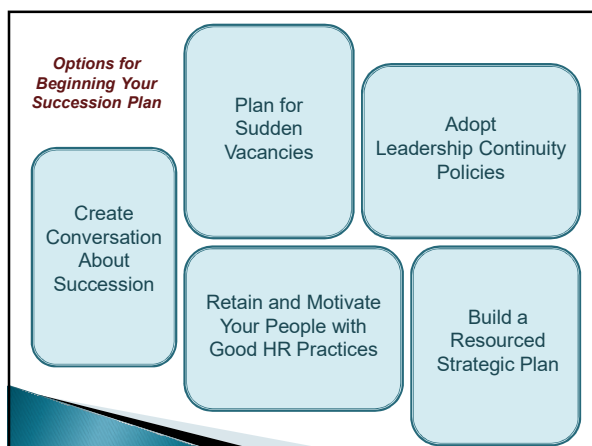 Options for
Beginning Your
Succession Plan
Plan for
Sudden
Vacancies
Adopt
Leadership Continuity
Policies
Create
Conversation
About
Succession
Retain and Motivate
Your People with
Good HR Practices
Build a
Resourced
Strategic Plan